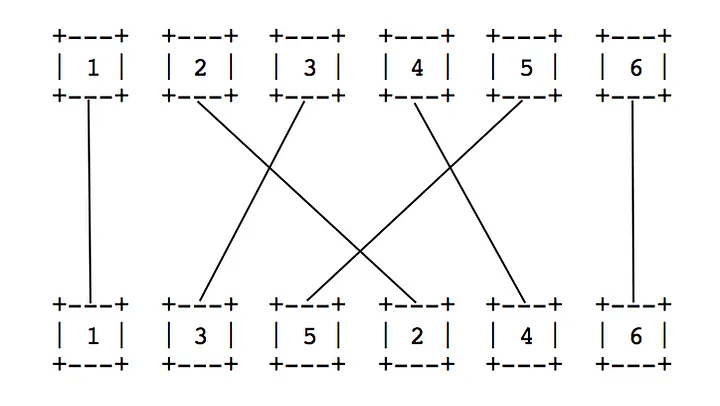 +---+ +---+ +---+ +---+ +---+ +---+
| 1 | | 2 | | 3 | | 4 | | 5 | | 6 |
+---+ +---+ +---+ +---+ +---+ +---+
+---+ +---+ +---+ +---+ +---+ +---+
| 1 | | 3 | | 5 | | 2 | | 4 | | 6 |
+---+ +---+ +---+ +---+ +---+ +---+